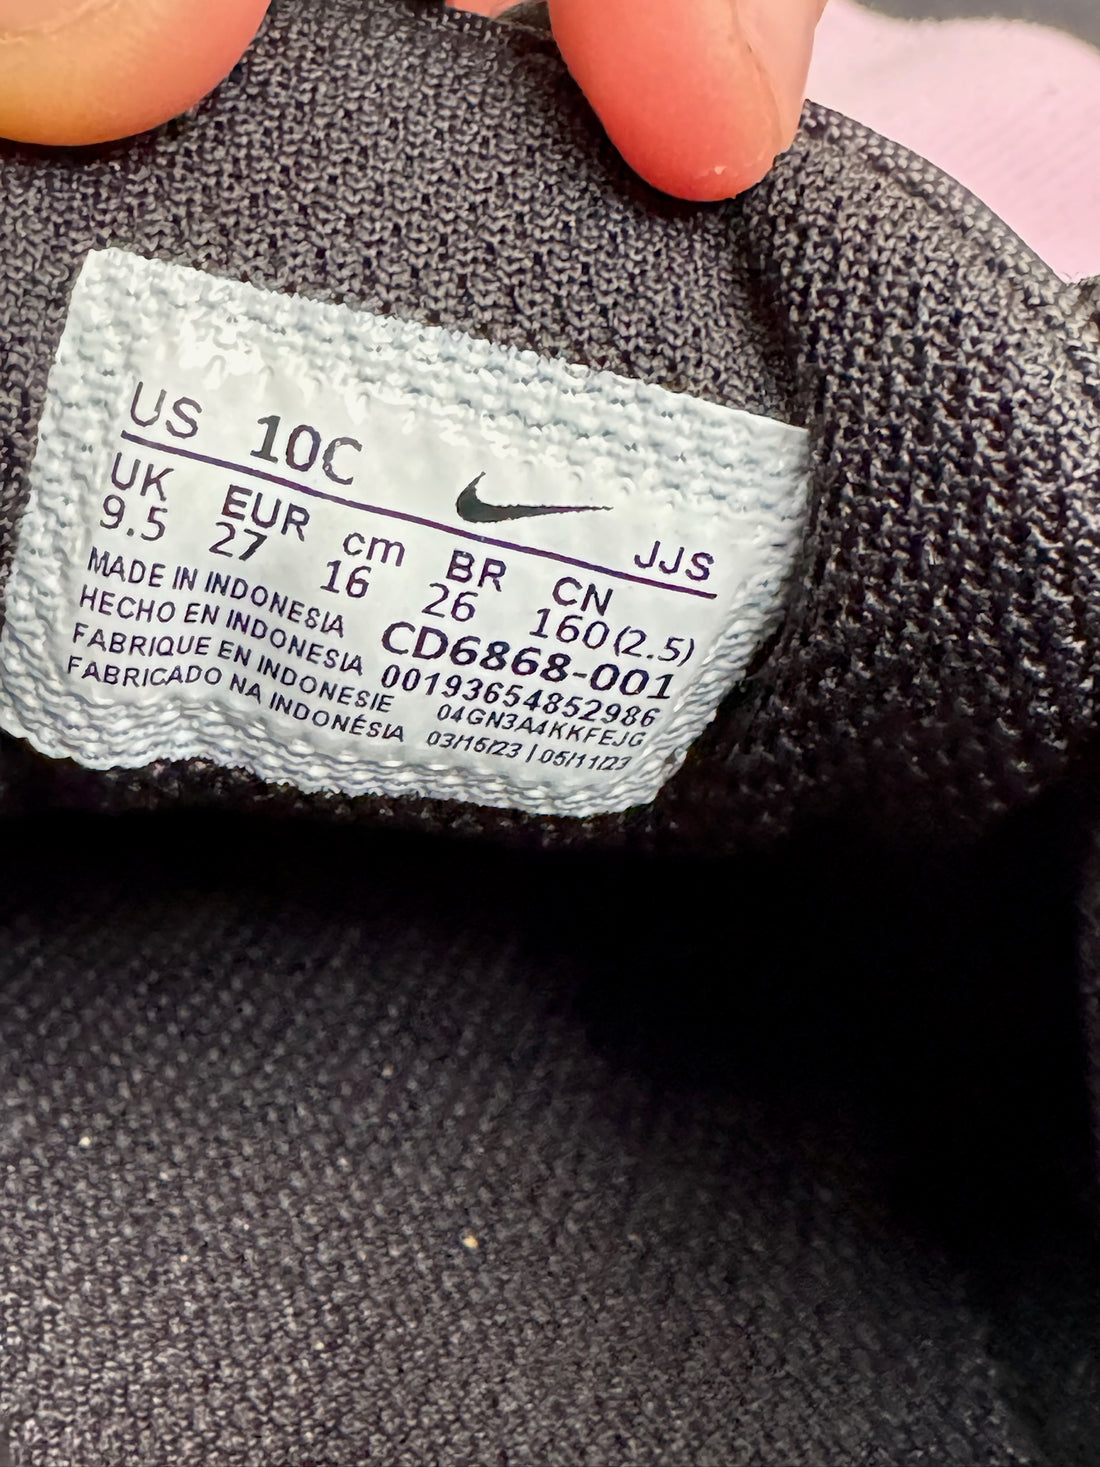 US 10C JJS
UK EUR cm BR CN
9.5 27 16 26 160(2.5)
MADE IN INDONESIA
HECHO EN INDONESIA
FABRIQUE EN INDONESIE
FABRICADO NA INDONÉSIA
CD6868-001
00193654852986
04GN3A4KKFEJG
03/15/23 | 05/11/23